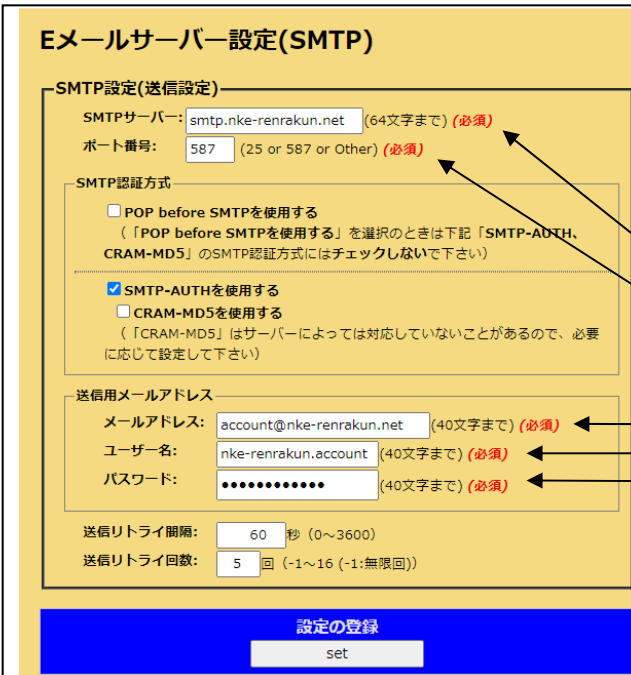 Eメールサーバー設定(SMTP)
SMTP設定(送信設定)
SMTPサーバー: smtp.nke-renrakun.net (64文字まで) (必須)
ポート番号: 587 (25 or 587 or Other) (必須)
SMTP認証方式
POP before SMTPを使用する
(「POP before SMTPを使用する」を選択のときは下記「SMTP-AUTH、
CRAM-MD5」のSMTP認証方式にはチェックしないで下さい)
SMTP-AUTHを使用する
CRAM-MD5を使用する
(「CRAM-MD5」はサーバーによっては対応していないことがあるので、必要
に応じて設定して下さい)
送信用メールアドレス
メールアドレス: account@nke-renrakun.net (40文字まで) (必須)
ユーザー名: nke-renrakun.account (40文字まで) (必須)
パスワード: •••••••••••• (40文字まで) (必須)
送信リトライ間隔: 60 秒 (0~3600)
送信リトライ回数: 5 回 (-1~16 (-1:無限回))
設定の登録
set